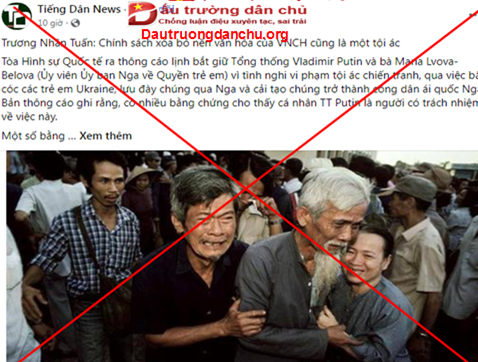 Tiếng Dân News
Đấu trường dân chủ
Chống luận điệu xuyên tạc, sai trái
10 giờ
Dautruongdanchu.org
Trương Nhân Tuấn: Chính sách xóa bỏ nền văn hóa của VNCH cũng là một tội ác
Tòa Hình sự Quốc tế ra thông cáo lịnh bắt giữ Tổng thống Vladimir Putin và bà Maria Lvova-
Belova (Ủy viên Ủy ban Nga về Quyền trẻ em) vì tình nghi vi phạm tội ác chiến tranh, qua việc bắt
cóc các trẻ em Ukraine, lưu đày chúng qua Nga và cải tạo chúng trở thành công dân ái quốc Nga.
Bản thông cáo ghi rằng, có nhiều bằng chứng cho thấy cá nhân TT Putin là người có trách nhiệm
về việc này.
Một số bằng ... Xem thêm